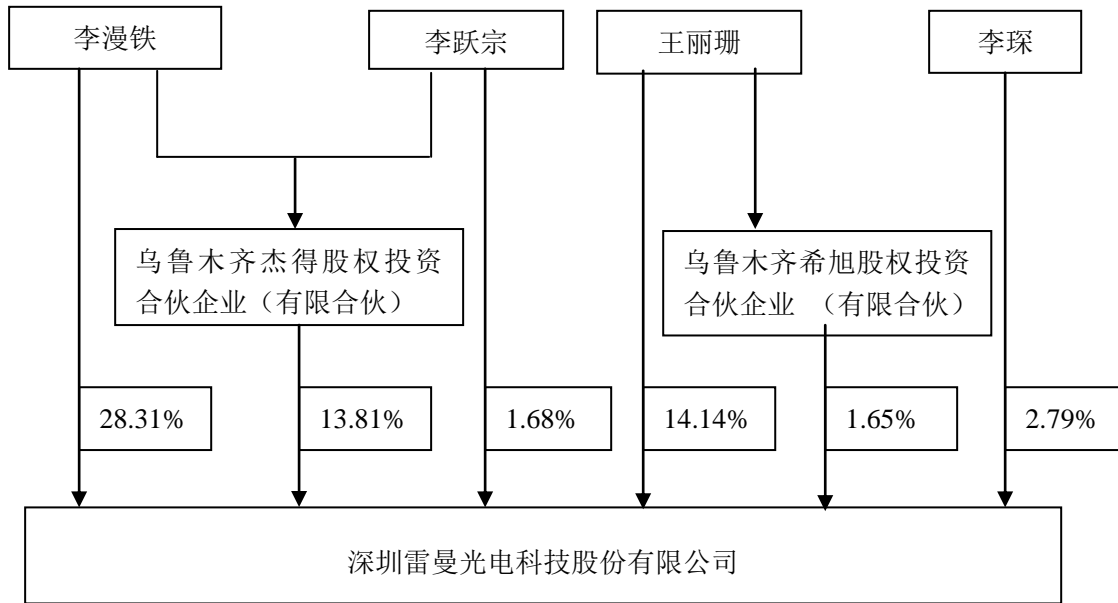 李漫铁
李跃宗
王丽珊
李琛
乌鲁木齐杰得股权投资
合伙企业（有限合伙）
乌鲁木齐希旭股权投资
合伙企业 （有限合伙）
28.31%
13.81%
1.68%
14.14%
1.65%
2.79%
深圳雷曼光电科技股份有限公司